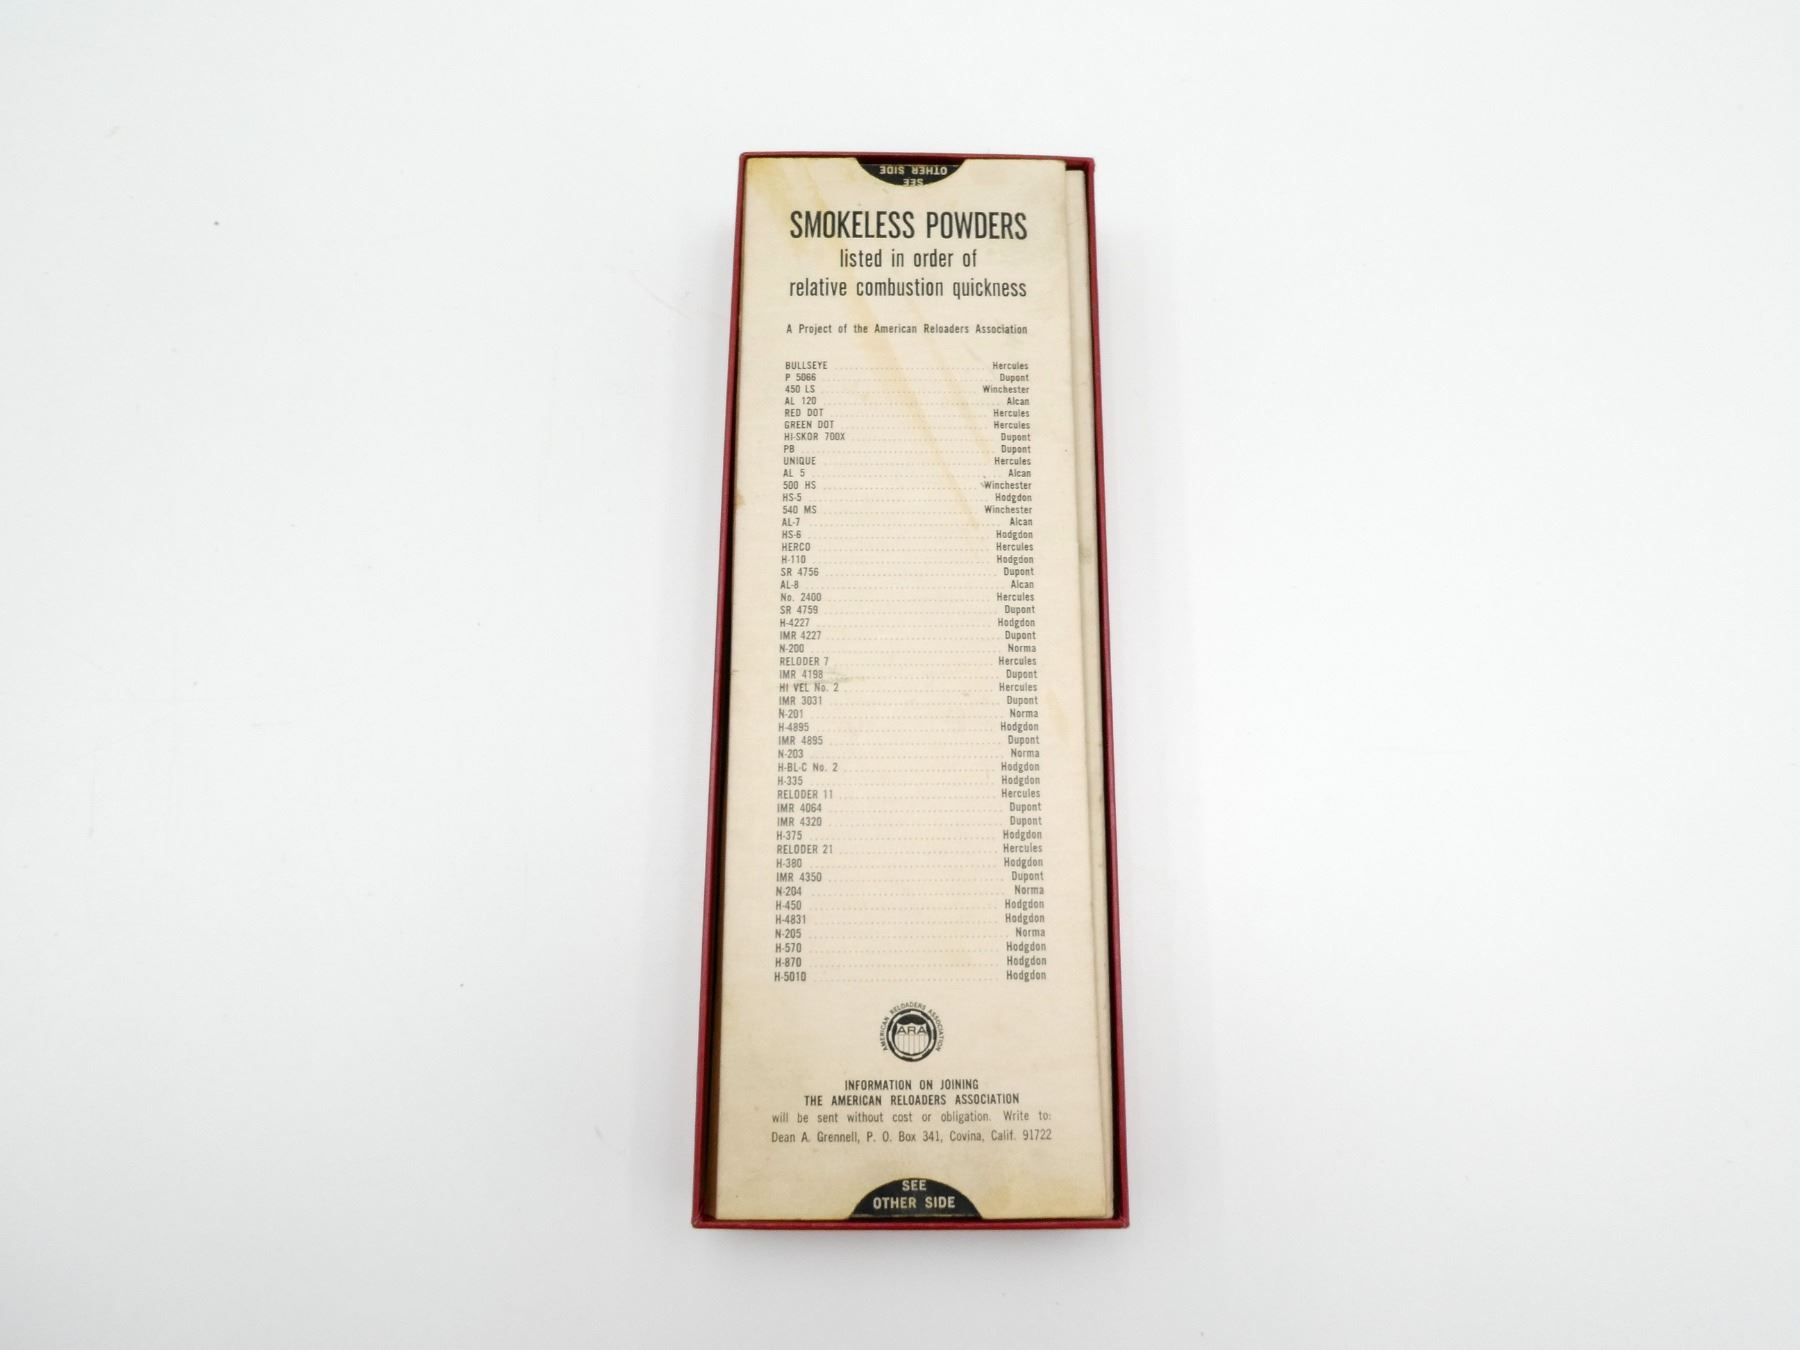 SEE
OTHER SIDE
SMOKELESS POWDERS
listed in order of
relative combustion quickness
A Project of the American Reloaders Association
BULLSEYE Hercules
P 5066 Dupont
450 LS Winchester
AL 120 Alcan
RED DOT Hercules
GREEN DOT Hercules
HI-SKOR 700X Dupont
PB Dupont
UNIQUE Hercules
AL 5 Alcan
500 HS Winchester
HS-5 Hodgdon
540 MS Winchester
AL-7 Alcan
HS-6 Hodgdon
HERCO Hercules
H-110 Hodgdon
SR 4756 Dupont
AL-8 Alcan
No. 2400 Hercules
SR 4759 Dupont
H-4227 Hodgdon
IMR 4227 Dupont
N-200 Norma
RELODER 7 Hercules
IMR 4198 Dupont
HI VEL No. 2 Hercules
IMR 3031 Dupont
N-201 Norma
H-4895 Hodgdon
IMR 4895 Dupont
N-203 Norma
H-BL-C No. 2 Hodgdon
H-335 Hodgdon
RELODER 11 Hercules
IMR 4064 Dupont
IMR 4320 Dupont
H-375 Hodgdon
RELODER 21 Hercules
H-380 Hodgdon
IMR 4350 Dupont
N-204 Norma
H-450 Hodgdon
H-4831 Hodgdon
N-205 Norma
H-570 Hodgdon
H-870 Hodgdon
H-5010 Hodgdon
AMERICAN RELOADERS ASSOCIATION
ARA
INFORMATION ON JOINING
THE AMERICAN RELOADERS ASSOCIATION
will be sent without cost or obligation. Write to:
Dean A. Grennell, P. O. Box 341, Covina, Calif. 91722
SEE
OTHER SIDE